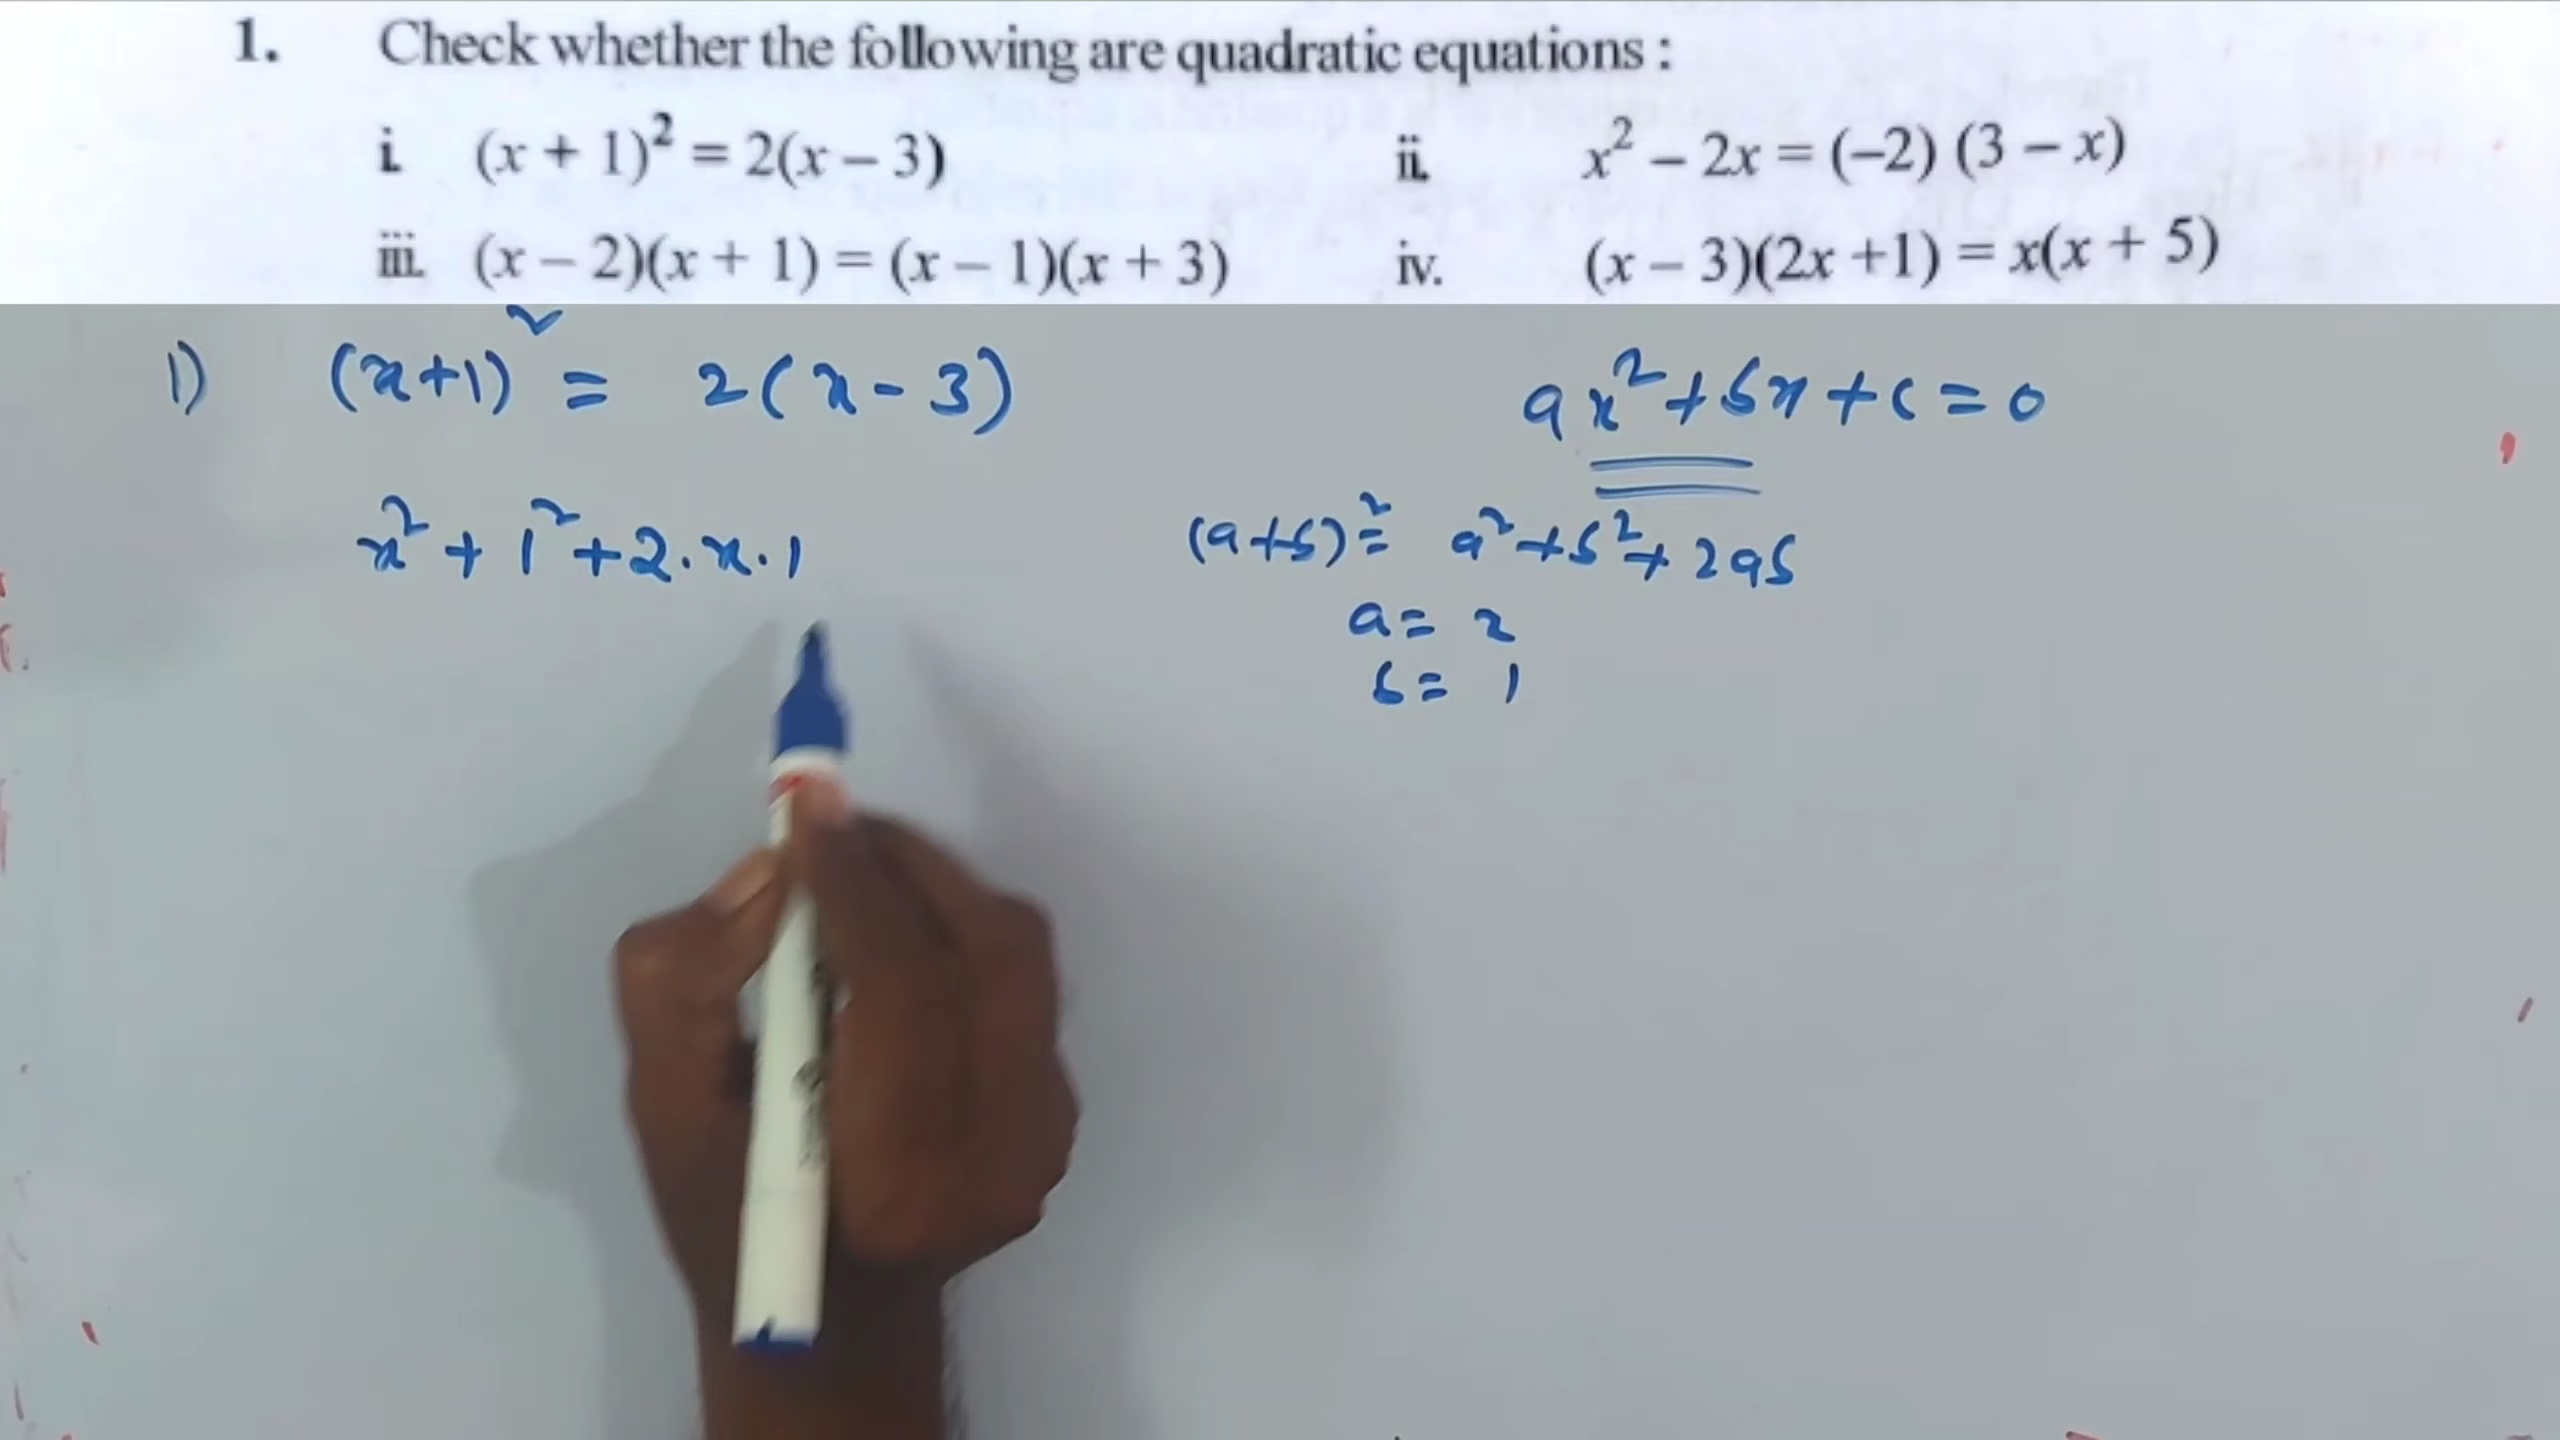 1. Check whether the following are quadratic equations :
i. (x + 1)² = 2(x – 3) ii. x² – 2x = (–2) (3 – x)
iii. (x – 2)(x + 1) = (x – 1)(x + 3) iv. (x – 3)(2x +1) = x(x + 5)
1) (x+1)² = 2(x-3)
ax²+bx+c=0
x²+1²+2.x.1
(a+b)²= a²+b²+2ab
a= x
b= 1